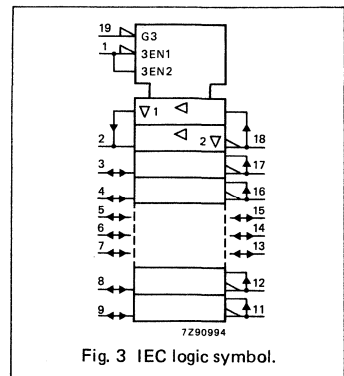 19 G3
1 3EN1
3EN2
▽ 1 ◁
◁ 2 ▽
2 18
3 17
4 16
5 15
6 14
7 13
8 12
9 11
7Z90994
Fig. 3 IEC logic symbol.